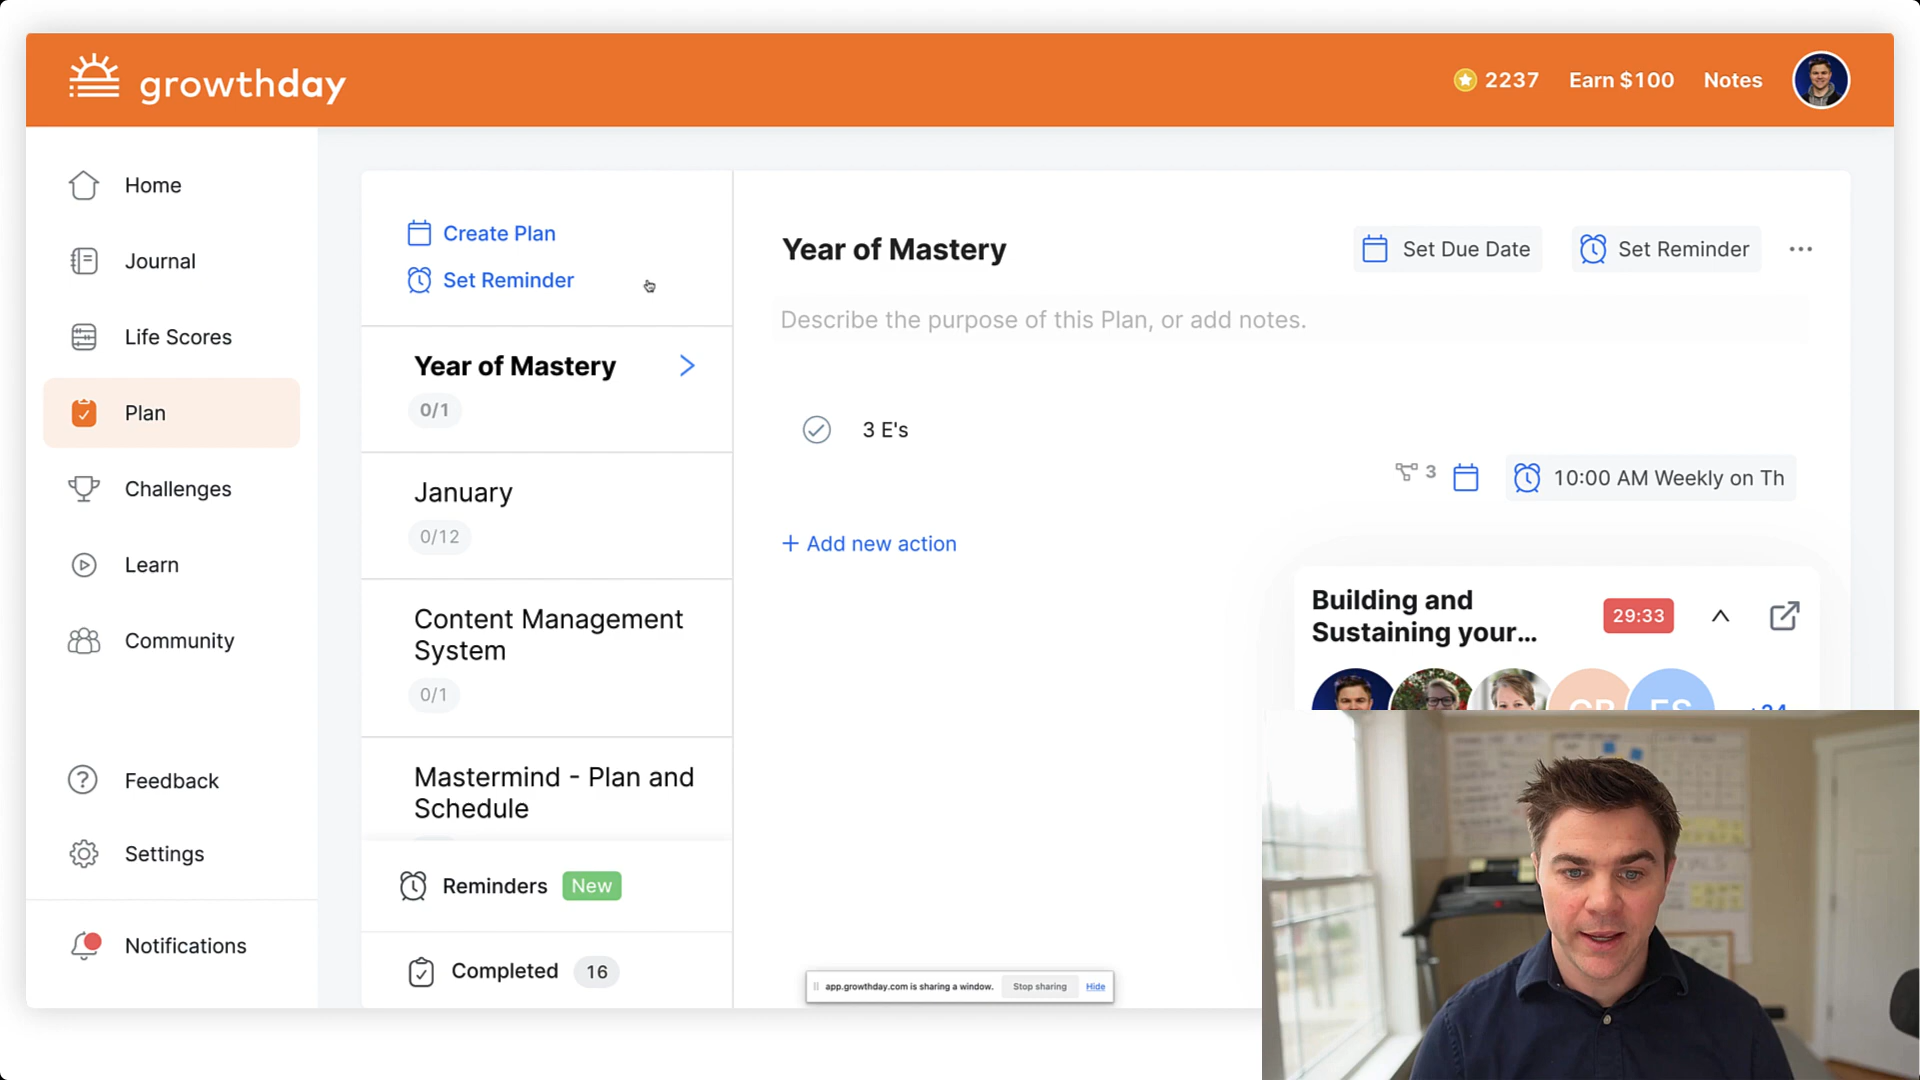 growthday
2237
Earn $100
Notes
Home
Journal
Life Scores
Plan
Challenges
Learn
Community
Feedback
Settings
Notifications
Create Plan
Set Reminder
Year of Mastery
0/1
January
0/12
Content Management
System
0/1
Mastermind - Plan and
Schedule
Reminders New
Completed 16
Year of Mastery
Set Due Date
Set Reminder
Describe the purpose of this Plan, or add notes.
3 E's
3
10:00 AM Weekly on Th
+ Add new action
Building and
Sustaining your...
29:33
app.growthday.com is sharing a window.
Stop sharing
Hide